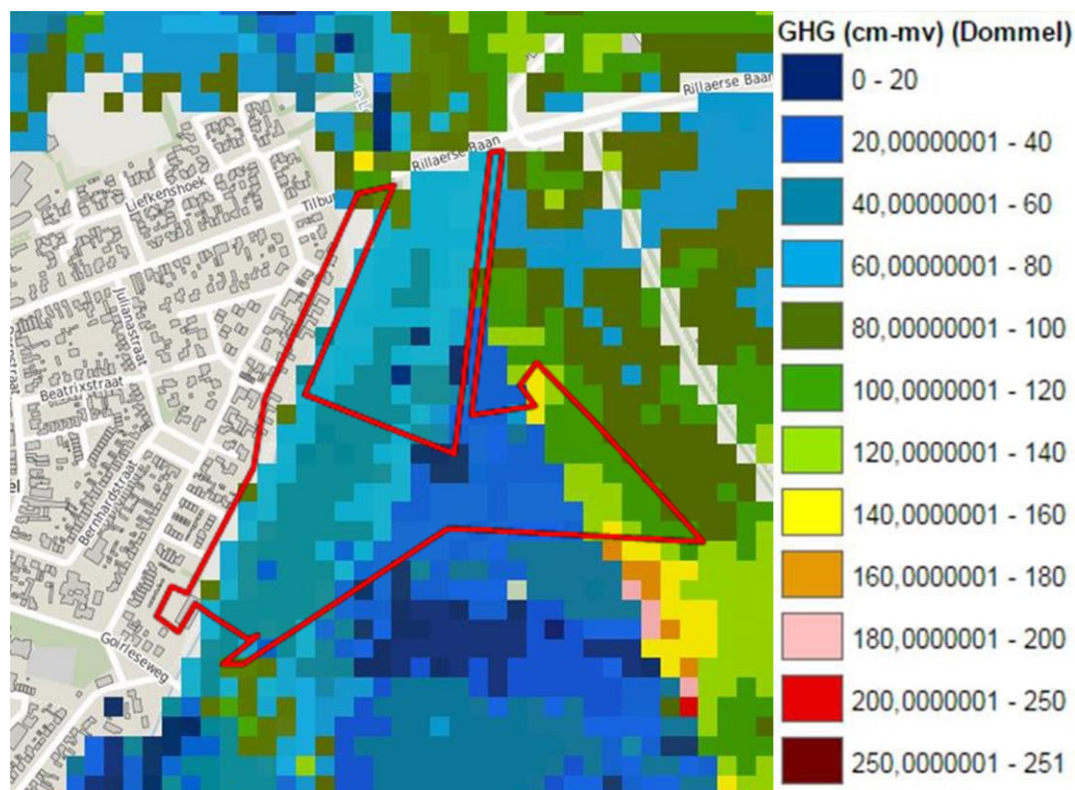 GHG (cm-mv) (Dommel)
0 - 20
20,00000001 - 40
40,00000001 - 60
60,00000001 - 80
80,00000001 - 100
100,0000001 - 120
120,0000001 - 140
140,0000001 - 160
160,0000001 - 180
180,0000001 - 200
200,0000001 - 250
250,0000001 - 251
Rillaerse Baan
Rillaerse Baan
Liefkenshoek
Tilbu
Julianastraat
Beatrixstraat
Bernhardstraat
Goirleseweg